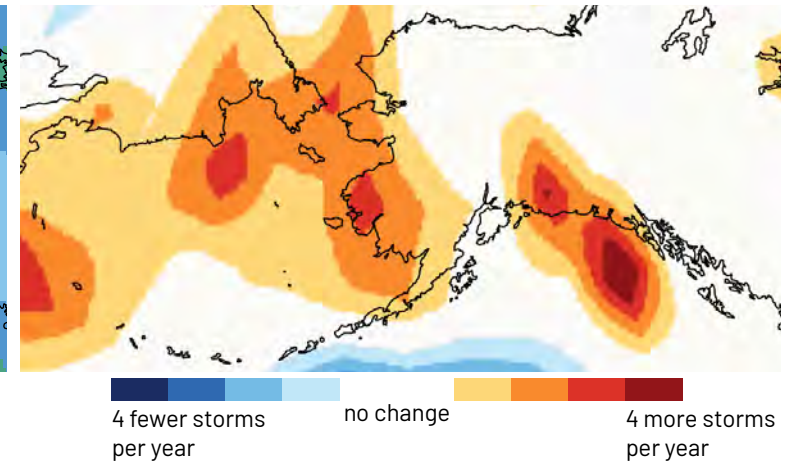 4 fewer storms
per year
no change
4 more storms
per year